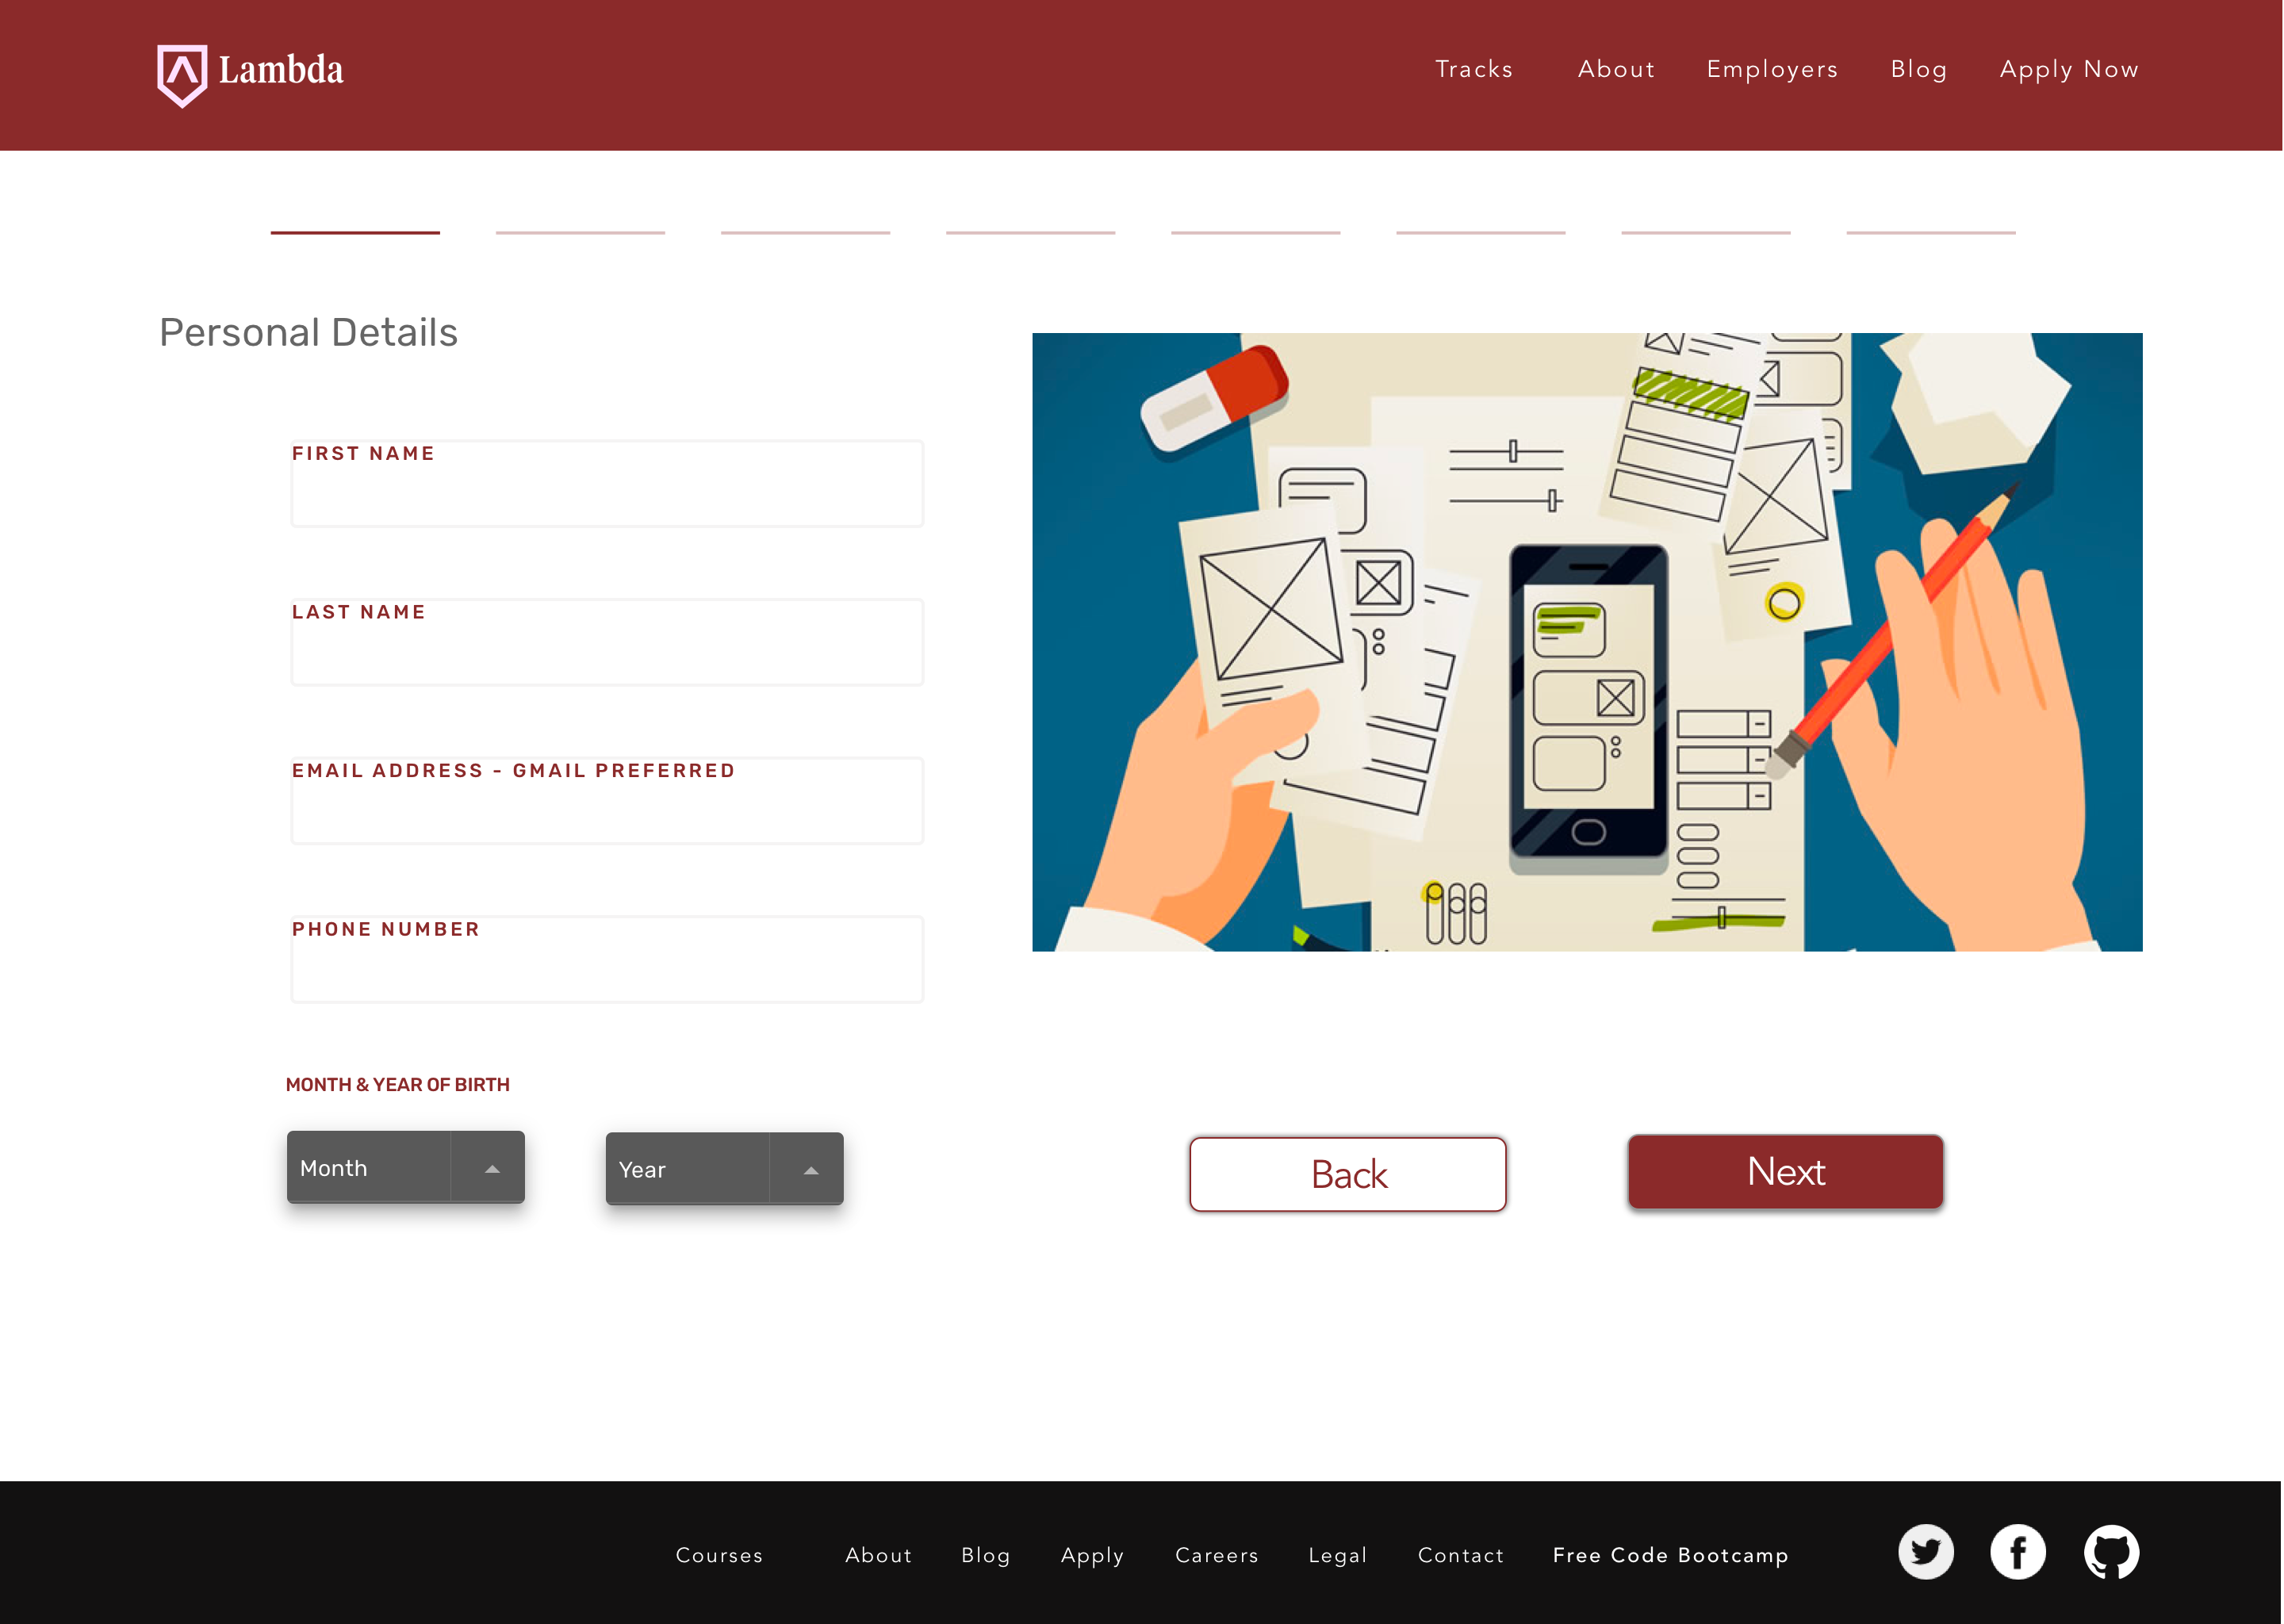 Lambda
Tracks About Employers Blog Apply Now
Personal Details
FIRST NAME
LAST NAME
EMAIL ADDRESS - GMAIL PREFERRED
PHONE NUMBER
MONTH & YEAR OF BIRTH
Month Year
Back Next
Courses About Blog Apply Careers Legal Contact Free Code Bootcamp